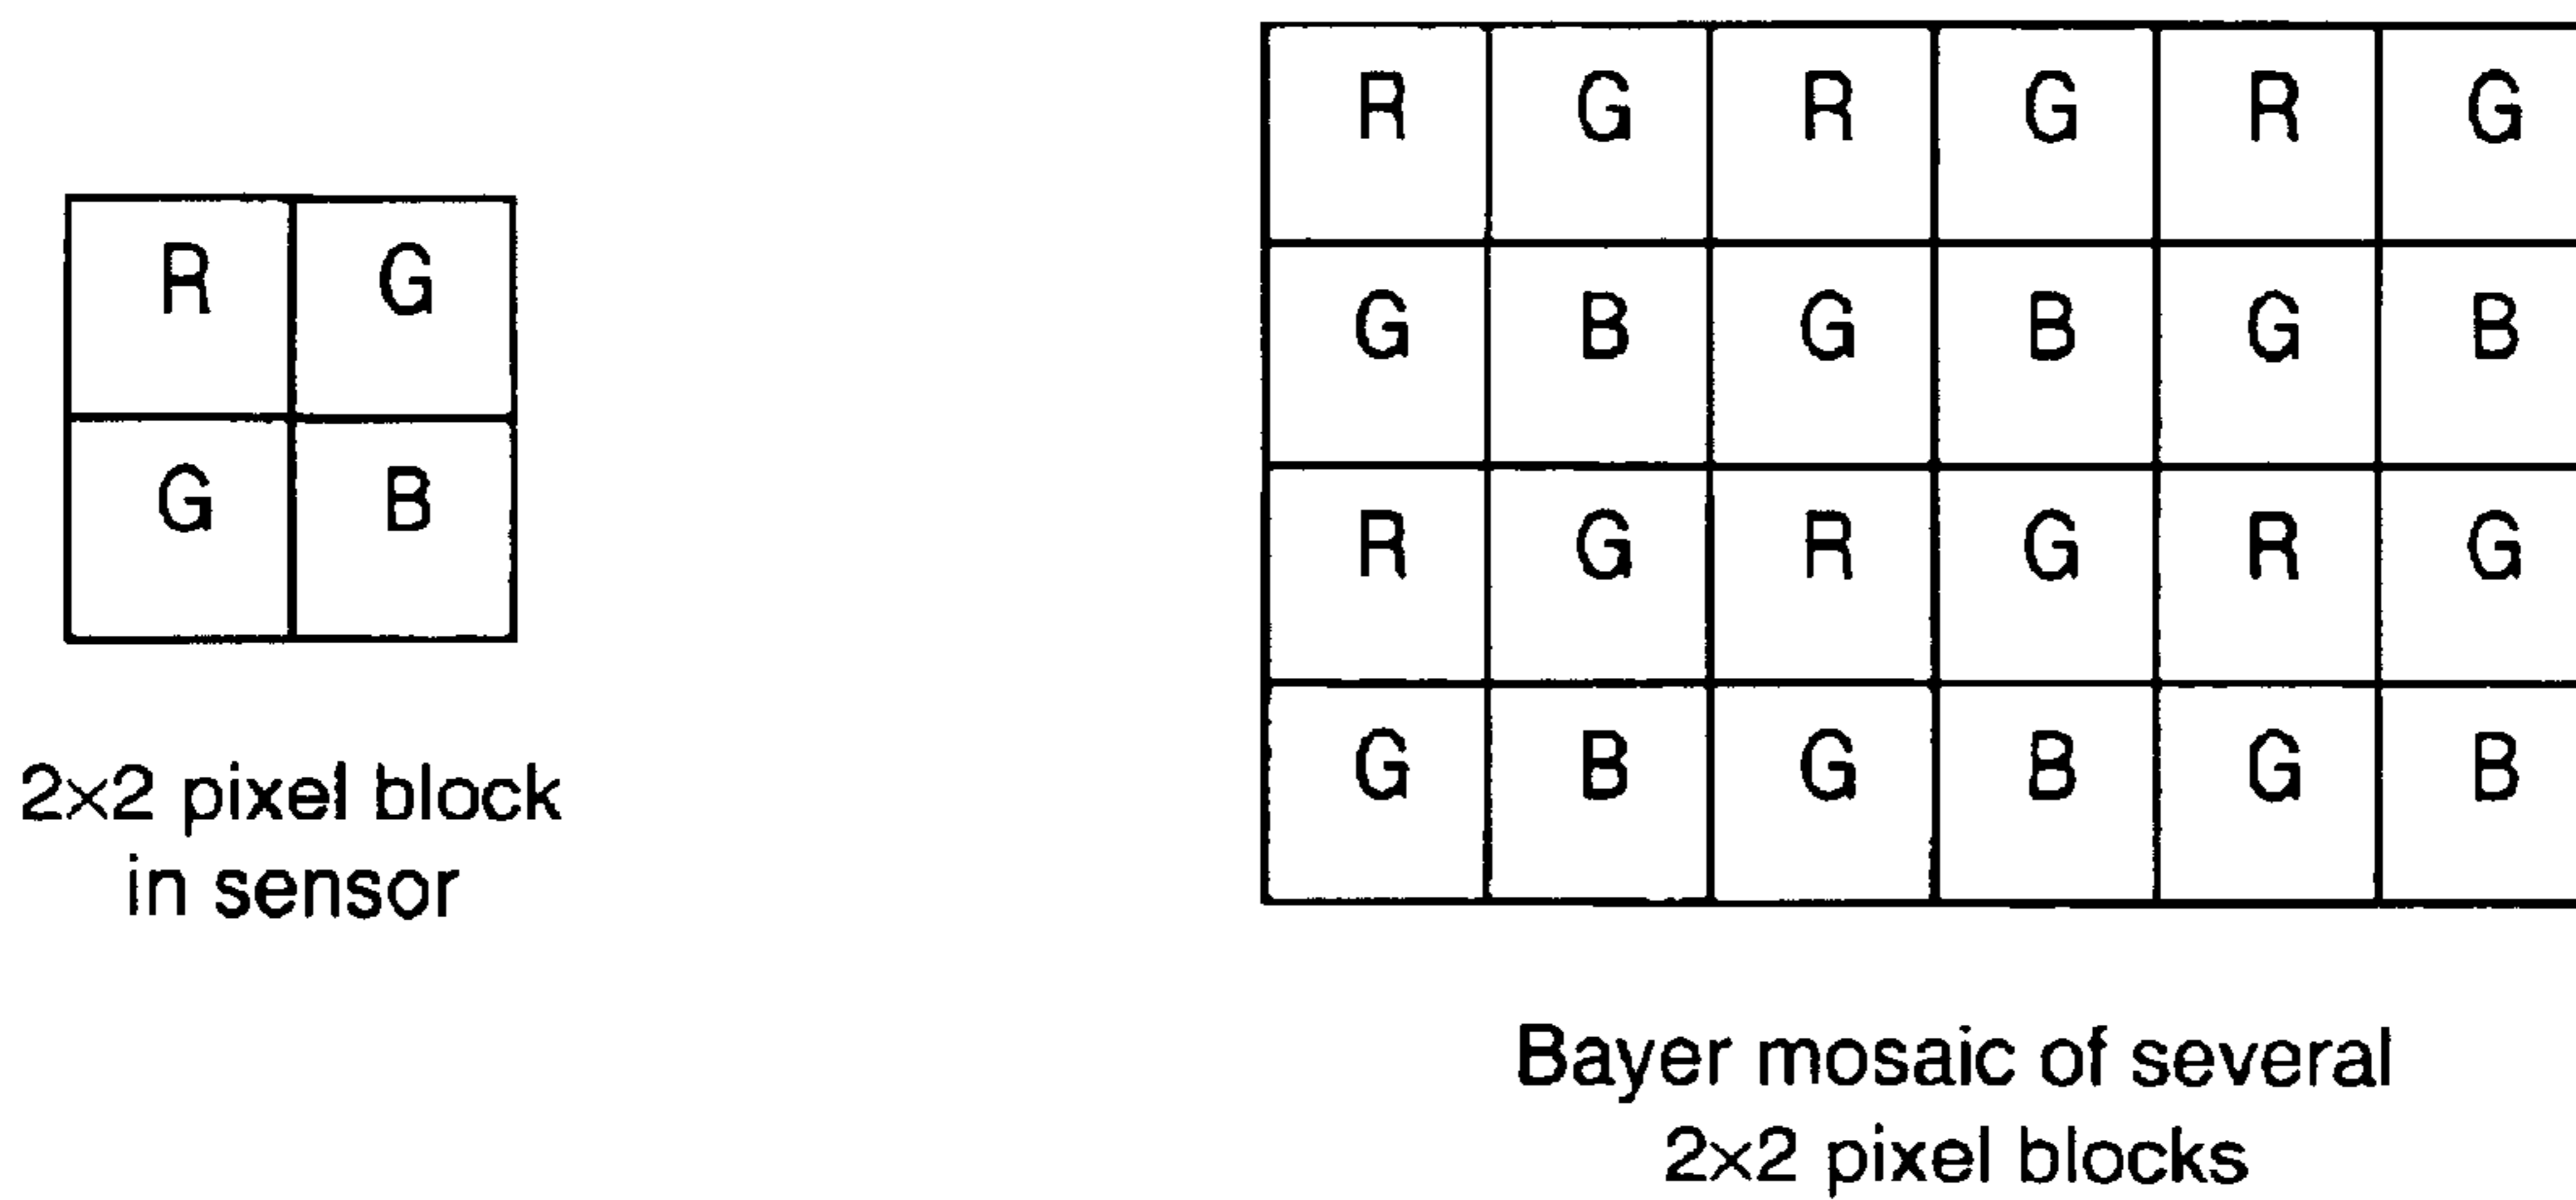 R G
G B
2×2 pixel block
in sensor
R G R G R G
G B G B G B
R G R G R G
G B G B G B
Bayer mosaic of several
2×2 pixel blocks